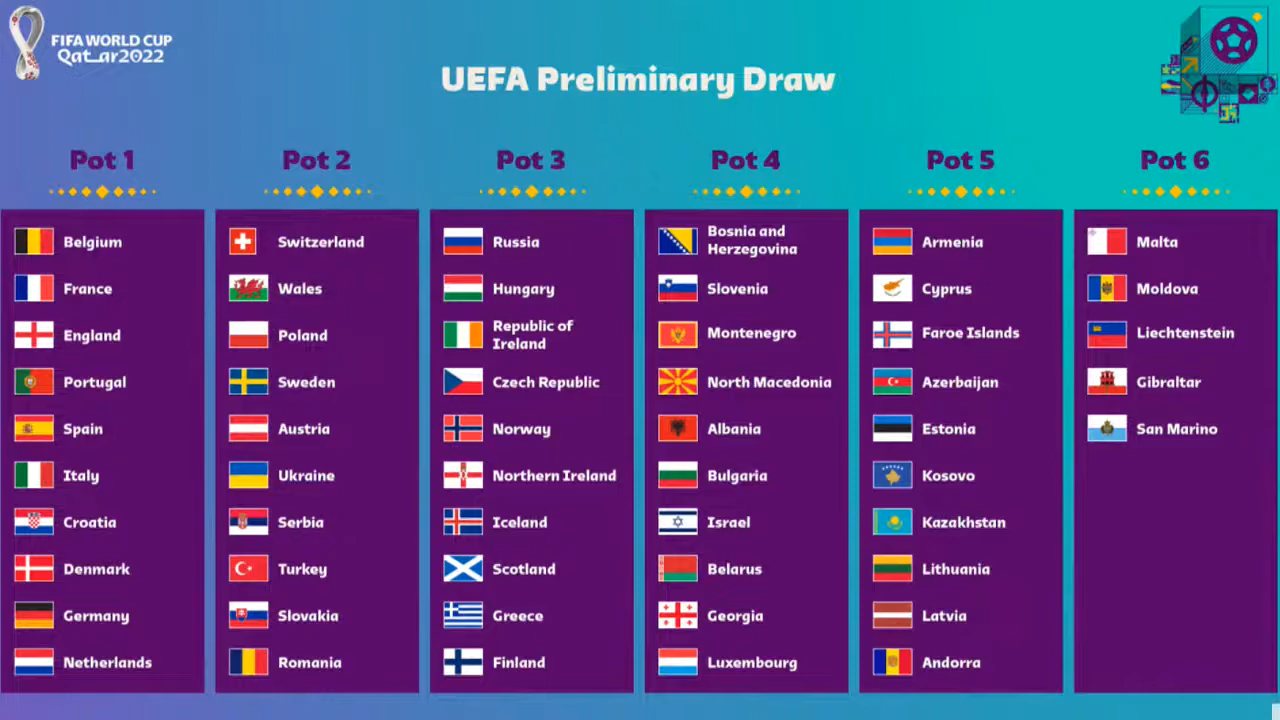 FIFA WORLD CUP
Qatar2022
UEFA Preliminary Draw
Pot 1
Belgium
France
England
Portugal
Spain
Italy
Croatia
Denmark
Germany
Netherlands
Pot 2
Switzerland
Wales
Poland
Sweden
Austria
Ukraine
Serbia
Turkey
Slovakia
Romania
Pot 3
Russia
Hungary
Republic of
Ireland
Czech Republic
Norway
Northern Ireland
Iceland
Scotland
Greece
Finland
Pot 4
Bosnia and
Herzegovina
Slovenia
Montenegro
North Macedonia
Albania
Bulgaria
Israel
Belarus
Georgia
Luxembourg
Pot 5
Armenia
Cyprus
Faroe Islands
Azerbaijan
Estonia
Kosovo
Kazakhstan
Lithuania
Latvia
Andorra
Pot 6
Malta
Moldova
Liechtenstein
Gibraltar
San Marino